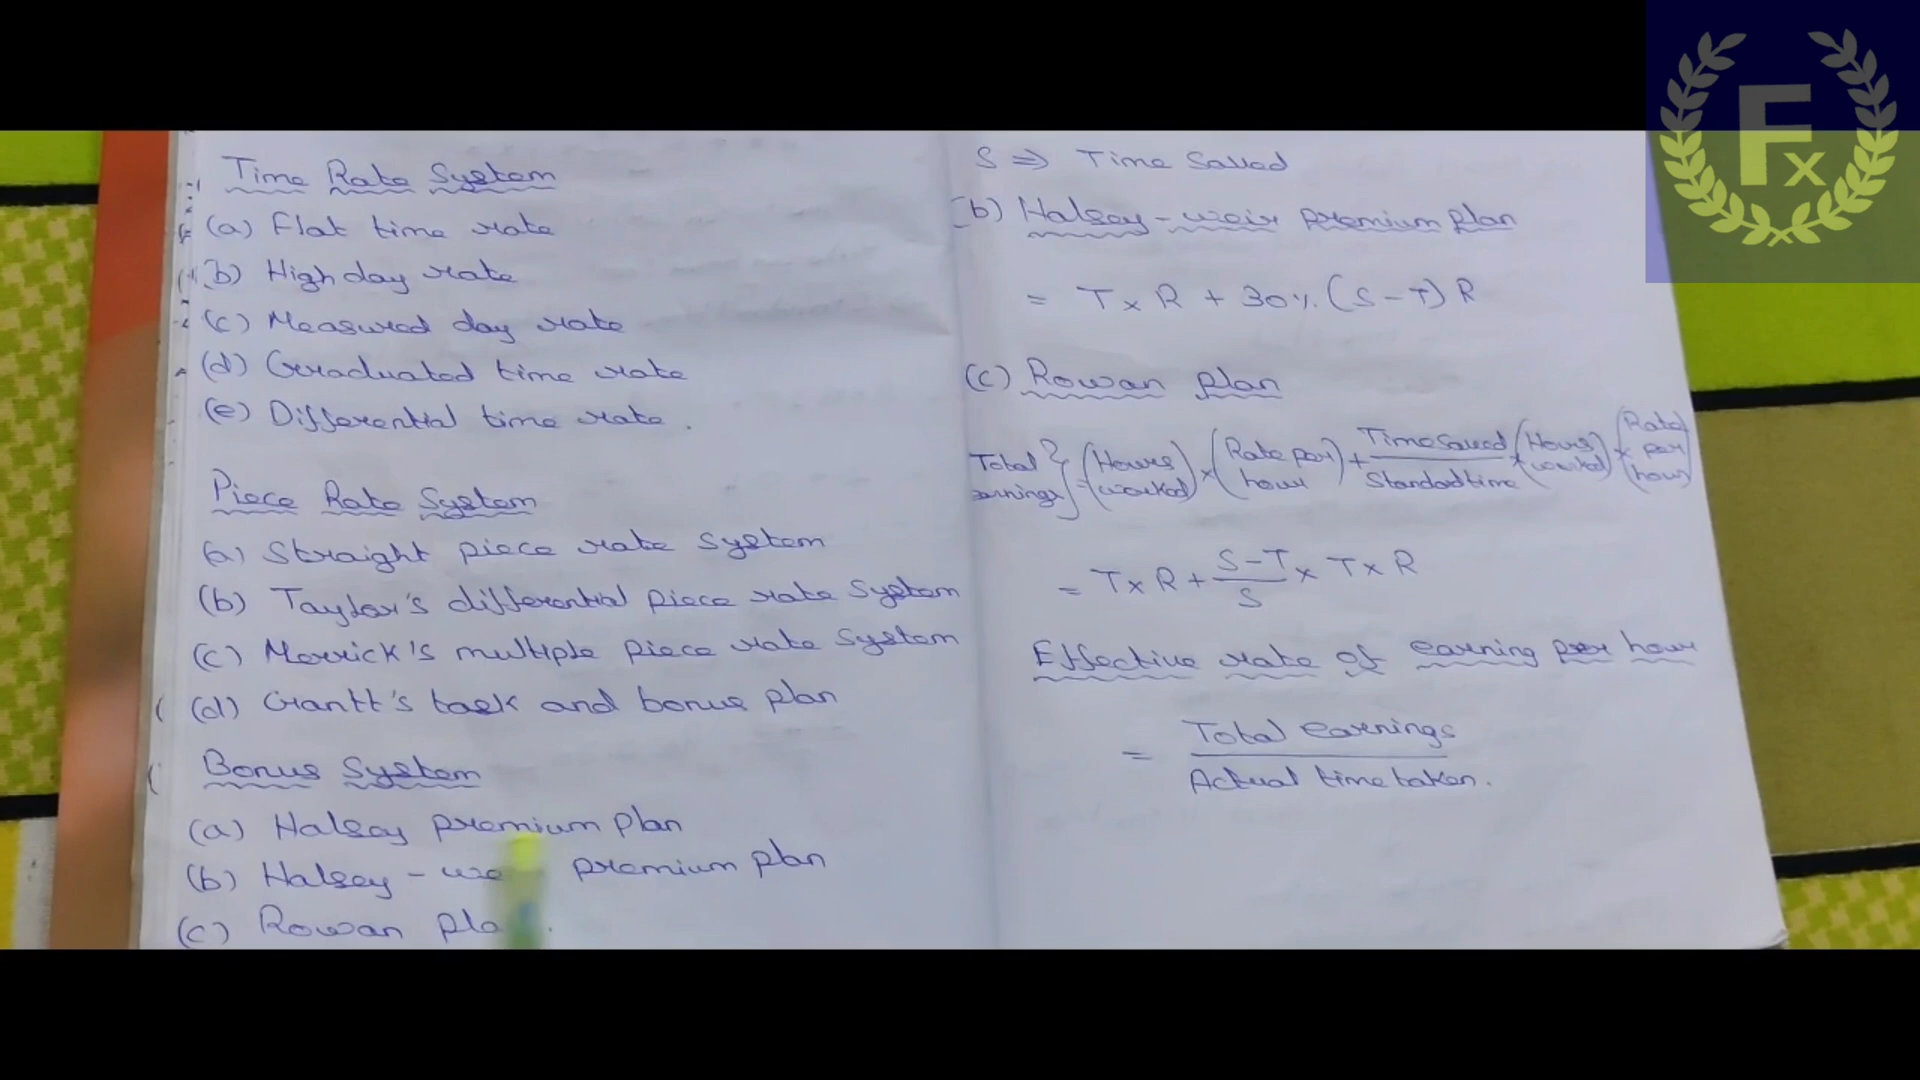 Time Rate System
(a) Flat time rate
(b) High day rate
(c) Measured day rate
(d) Graduated time rate
(e) Differential time rate.
Piece Rate System
(a) Straight piece rate system
(b) Taylor's differential piece rate system
(c) Merrick's multiple piece rate system
(d) Gantt's task and bonus plan
Bonus System
(a) Halsey premium plan
(b) Halsey - premium plan
(c) Rowan
S ⇒ Time Saved
(b) Halsey - weir premium plan
= T × R + 30%. (S - T) R
(c) Rowan plan
Total earnings} = (Hours worked) × (Rate per hour) + Time saved / Standard time × (Hours worked) × (Rate per hour)
= T × R + S - T / S × T × R
Effective rate of earning per hour
= Total earnings / Actual time taken.
Fx